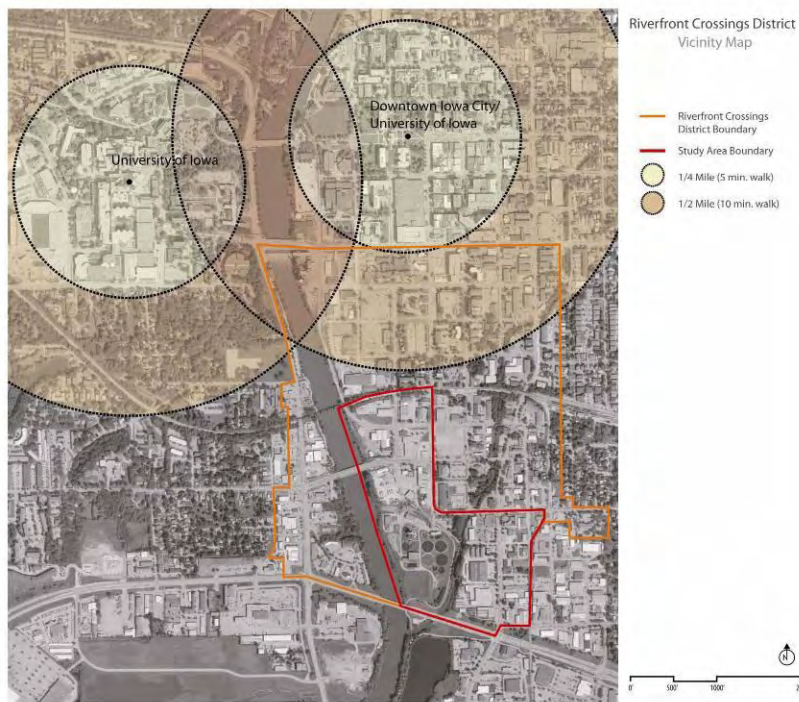 Riverfront Crossings District
Vicinity Map
Downtown Iowa City/
University of Iowa
University of Iowa
Riverfront Crossings
District Boundary
Study Area Boundary
1/4 Mile (5 min. walk)
1/2 Mile (10 min. walk)
N
0' 500' 1000' 2